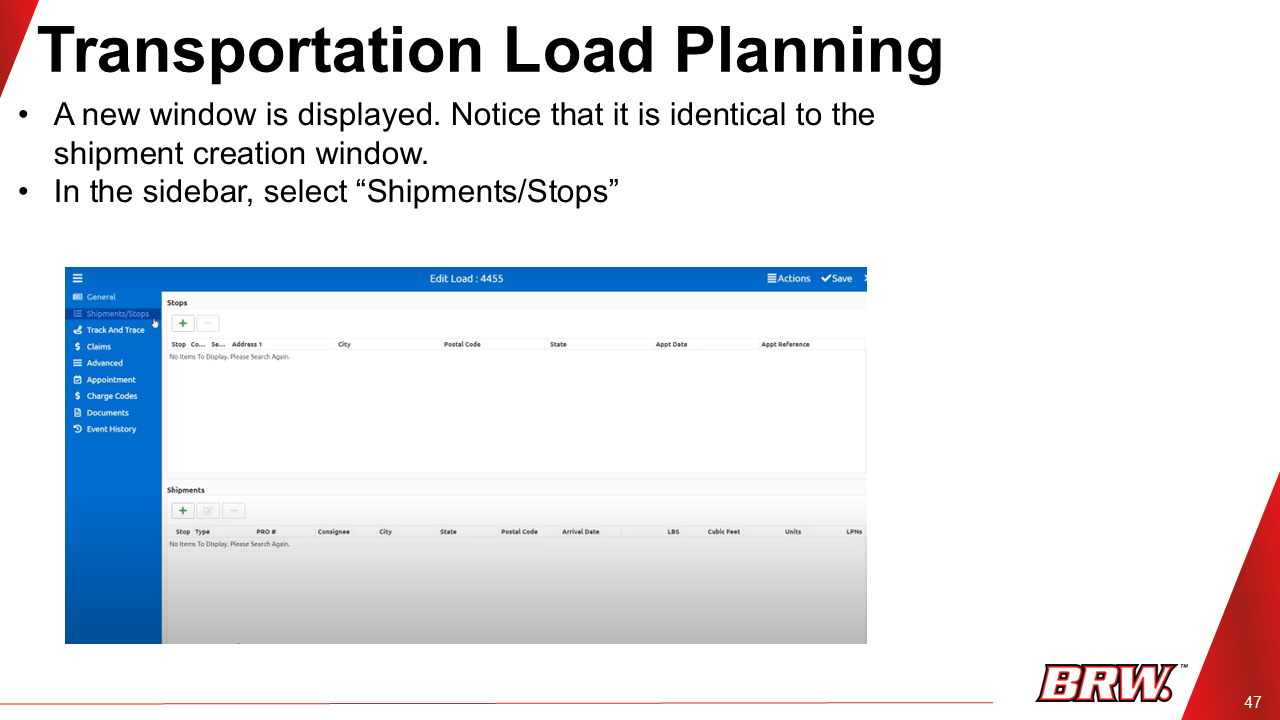 Transportation Load Planning
• A new window is displayed. Notice that it is identical to the
shipment creation window.
• In the sidebar, select “Shipments/Stops”
Edit Load : 4455
Actions
Save
General
Shipments/Stops
Track And Trace
Claims
Advanced
Appointment
Charge Codes
Documents
Event History
Stops
Stop Co... Se... Address 1 City Postal Code State Appt Date Appt Reference
No Items To Display. Please Search Again.
Shipments
Stop Type PRO # Consignee City State Postal Code Arrival Date LBS Cubic Feet Units LPNs
No Items To Display. Please Search Again.
BRW.™
47